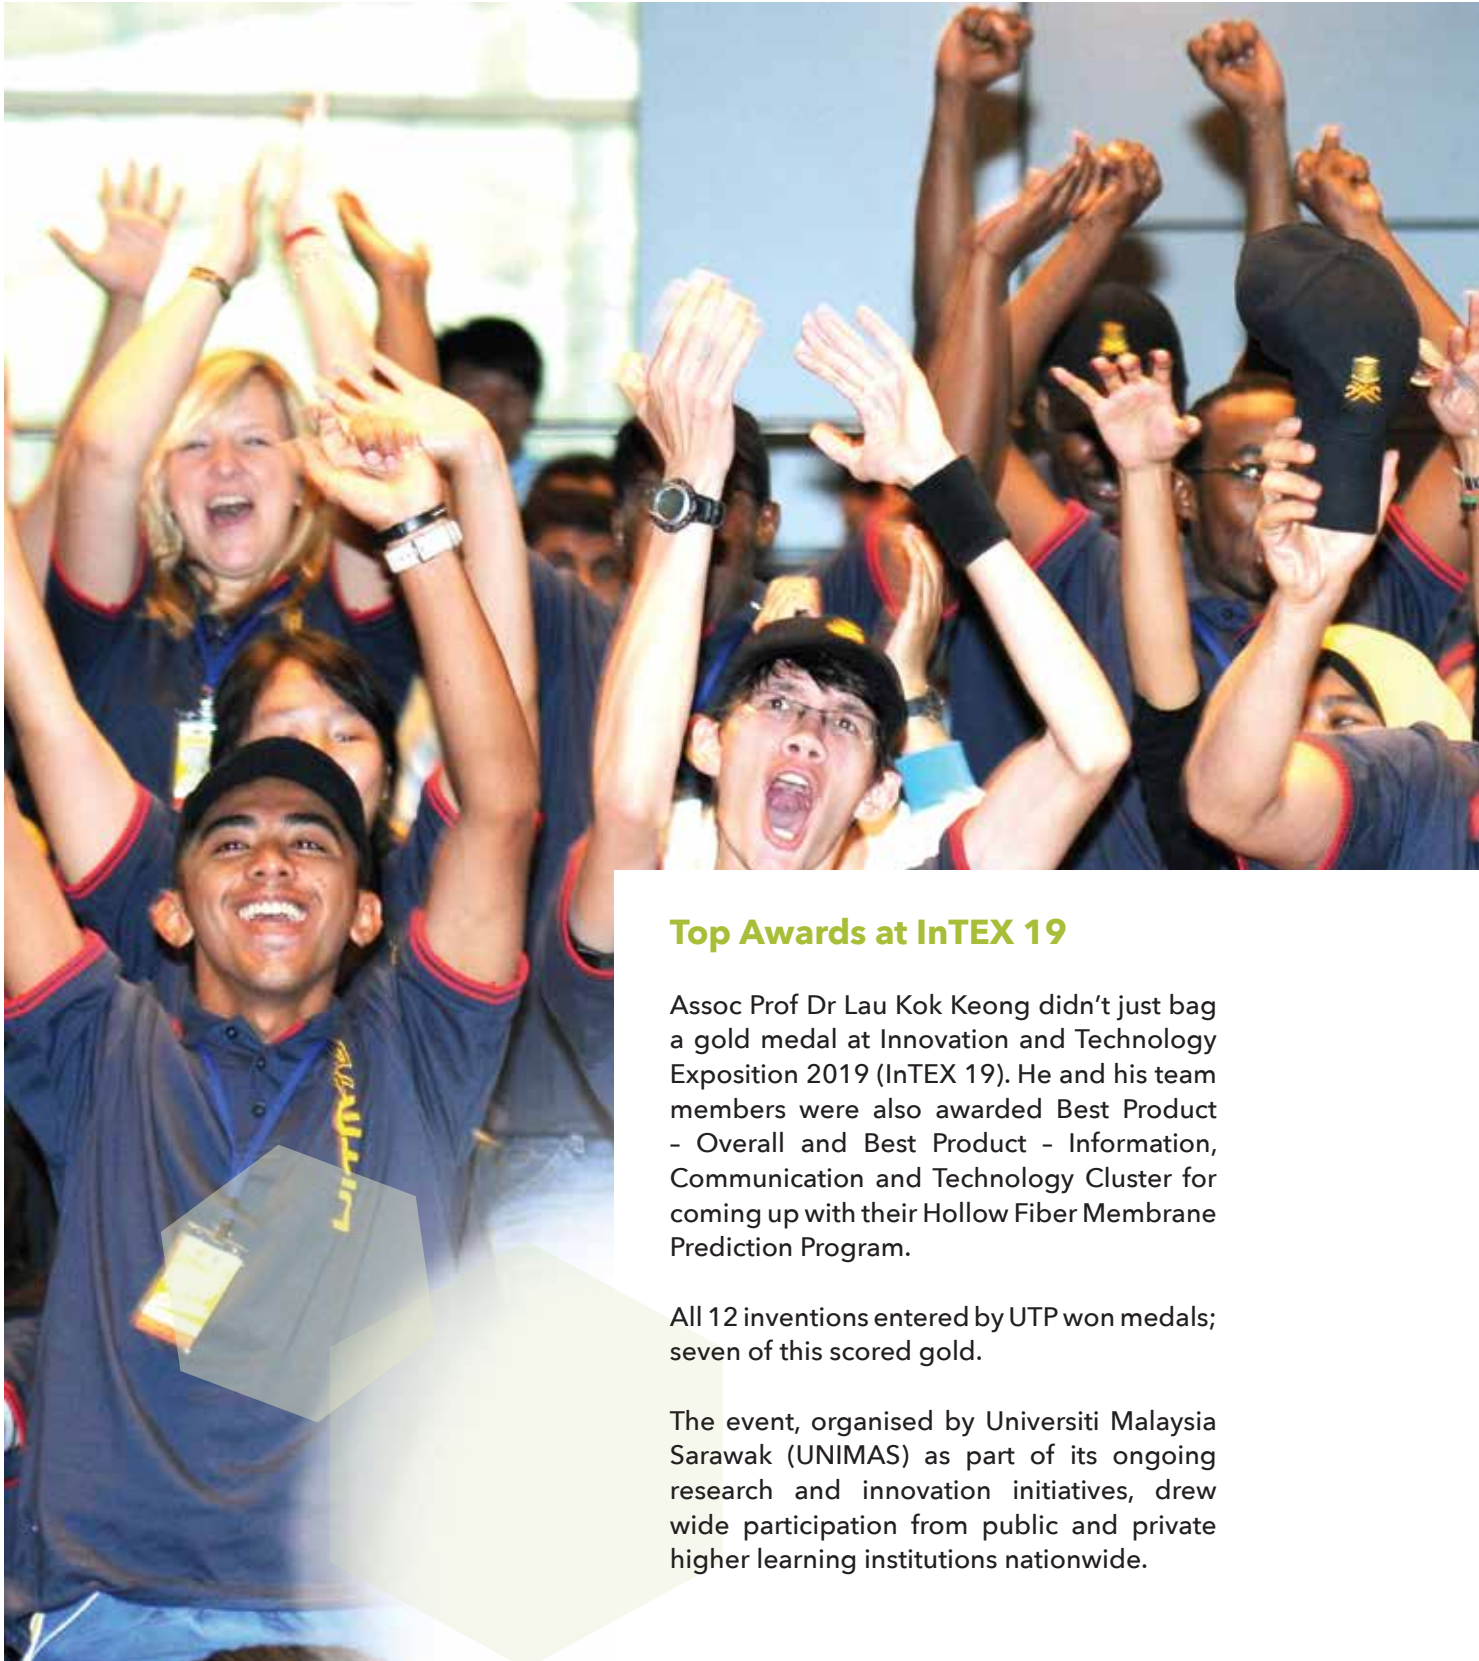 Top Awards at InTEX 19
Assoc Prof Dr Lau Kok Keong didn’t just bag
a gold medal at Innovation and Technology
Exposition 2019 (InTEX 19). He and his team
members were also awarded Best Product
– Overall and Best Product – Information,
Communication and Technology Cluster for
coming up with their Hollow Fiber Membrane
Prediction Program.
All 12 inventions entered by UTP won medals;
seven of this scored gold.
The event, organised by Universiti Malaysia
Sarawak (UNIMAS) as part of its ongoing
research and innovation initiatives, drew
wide participation from public and private
higher learning institutions nationwide.